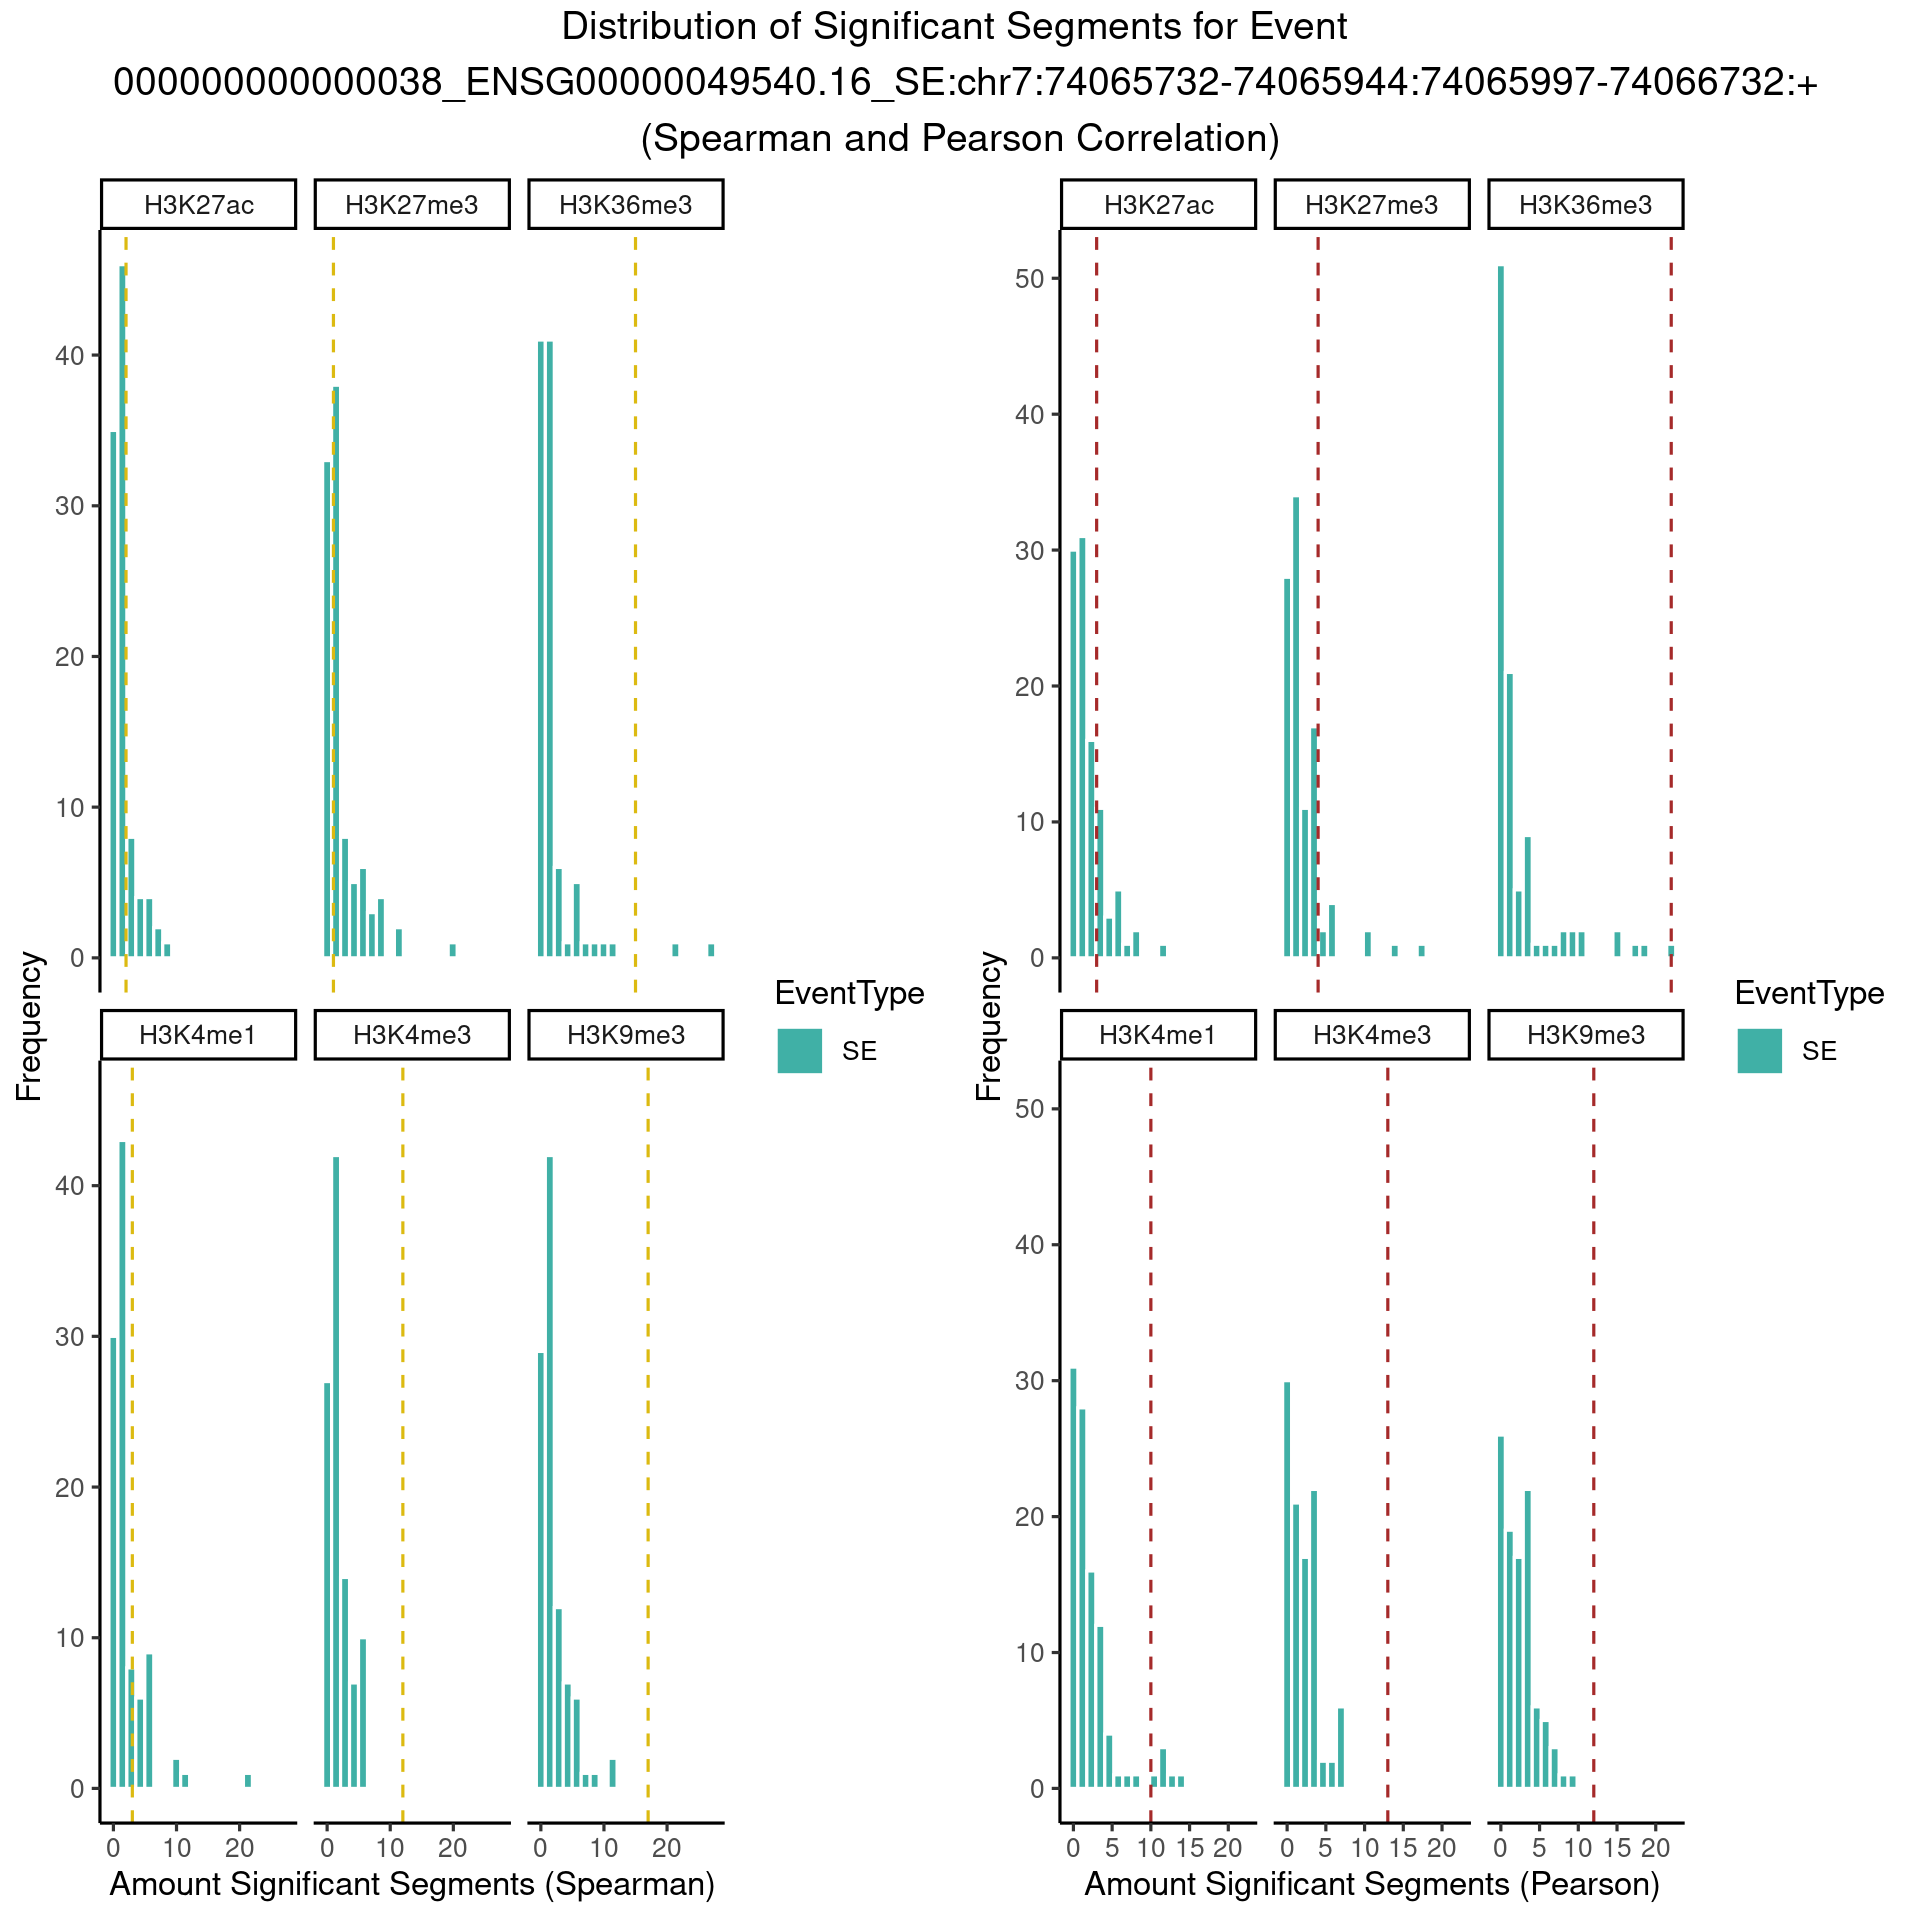 Distribution of Significant Segments for Event
000000000000038_ENSG00000049540.16_SE:chr7:74065732-74065944:74065997-74066732:+
(Spearman and Pearson Correlation)
H3K27ac H3K27me3 H3K36me3
40
30
20
10
0
H3K4me1 H3K4me3 H3K9me3
40
30
20
10
0
0 10 20 0 10 20 0 10 20
Frequency
Amount Significant Segments (Spearman)
EventType
SE
H3K27ac H3K27me3 H3K36me3
50
40
30
20
10
0
H3K4me1 H3K4me3 H3K9me3
50
40
30
20
10
0
0 5 10 15 20 0 5 10 15 20 0 5 10 15 20
Frequency
Amount Significant Segments (Pearson)
EventType
SE